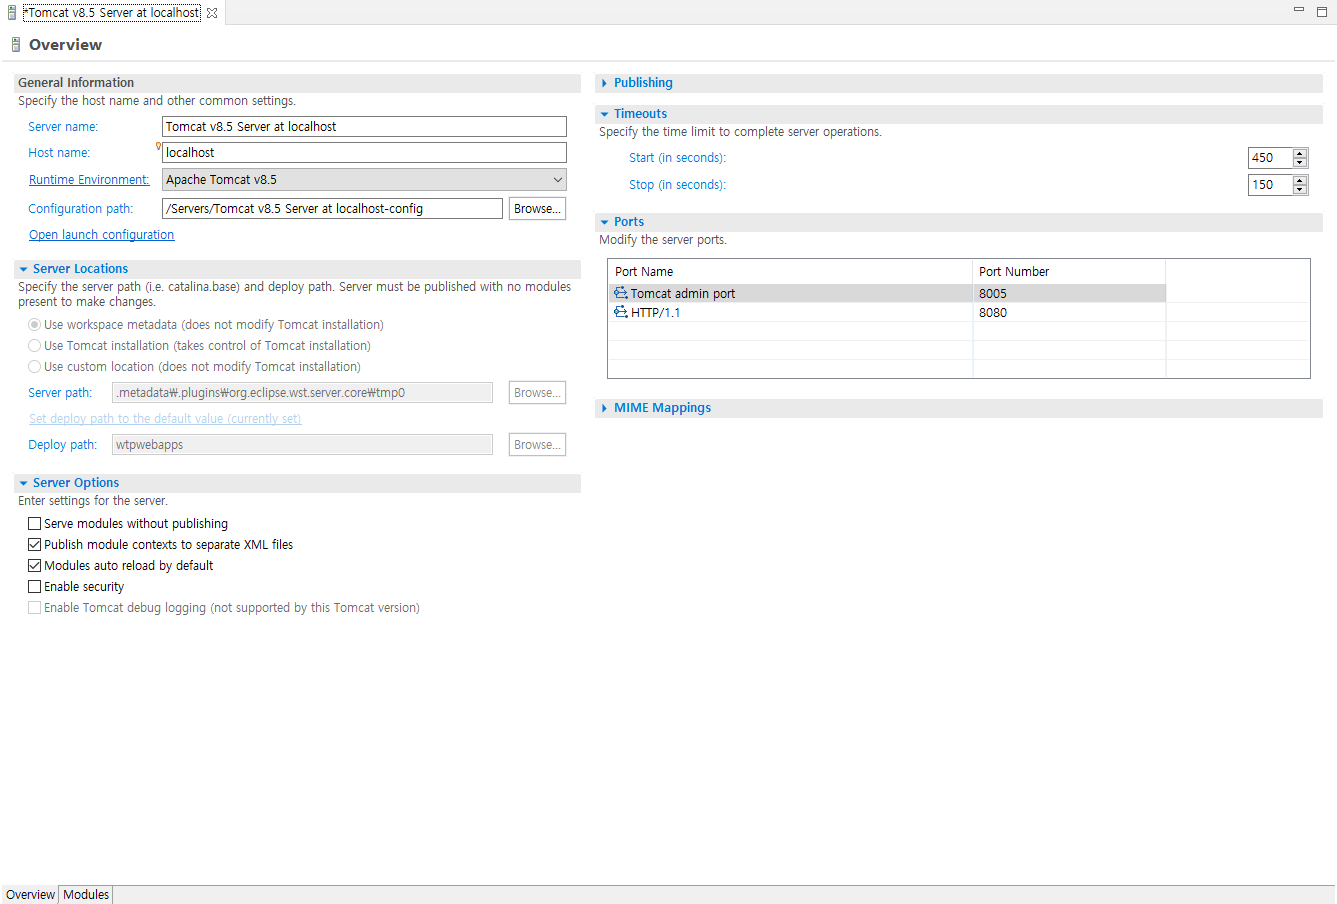 *Tomcat v8.5 Server at localhost
Overview
General Information
Specify the host name and other common settings.
Server name: Tomcat v8.5 Server at localhost
Host name: localhost
Runtime Environment: Apache Tomcat v8.5
Configuration path: /Servers/Tomcat v8.5 Server at localhost-config Browse...
Open launch configuration
Server Locations
Specify the server path (i.e. catalina.base) and deploy path. Server must be published with no modules
present to make changes.
Use workspace metadata (does not modify Tomcat installation)
Use Tomcat installation (takes control of Tomcat installation)
Use custom location (does not modify Tomcat installation)
Server path: .metadata₩.plugins₩org.eclipse.wst.server.core₩tmp0 Browse...
Set deploy path to the default value (currently set)
Deploy path: wtpwebapps Browse...
Server Options
Enter settings for the server.
Serve modules without publishing
Publish module contexts to separate XML files
Modules auto reload by default
Enable security
Enable Tomcat debug logging (not supported by this Tomcat version)
Publishing
Timeouts
Specify the time limit to complete server operations.
Start (in seconds): 450
Stop (in seconds): 150
Ports
Modify the server ports.
Port Name Port Number
Tomcat admin port 8005
HTTP/1.1 8080
MIME Mappings
Overview Modules